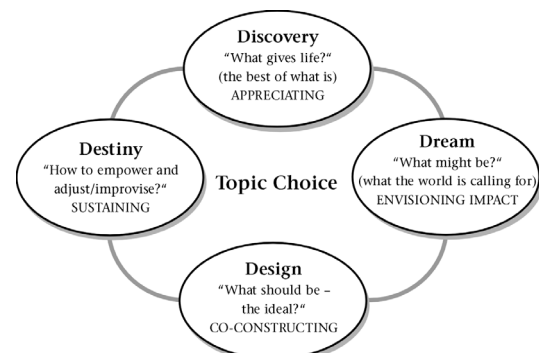 Discovery
“What gives life?“
(the best of what is)
APPRECIATING
Destiny
“How to empower and
adjust/improvise?“
SUSTAINING
Topic Choice
Dream
“What might be?“
(what the world is calling for)
ENVISIONING IMPACT
Design
“What should be –
the ideal?“
CO-CONSTRUCTING